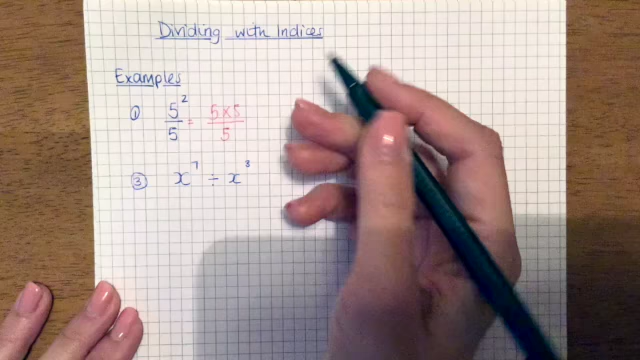 Dividing with Indices
Examples
① 5²/5 = 5×5/5
③ x⁷ ÷ x³